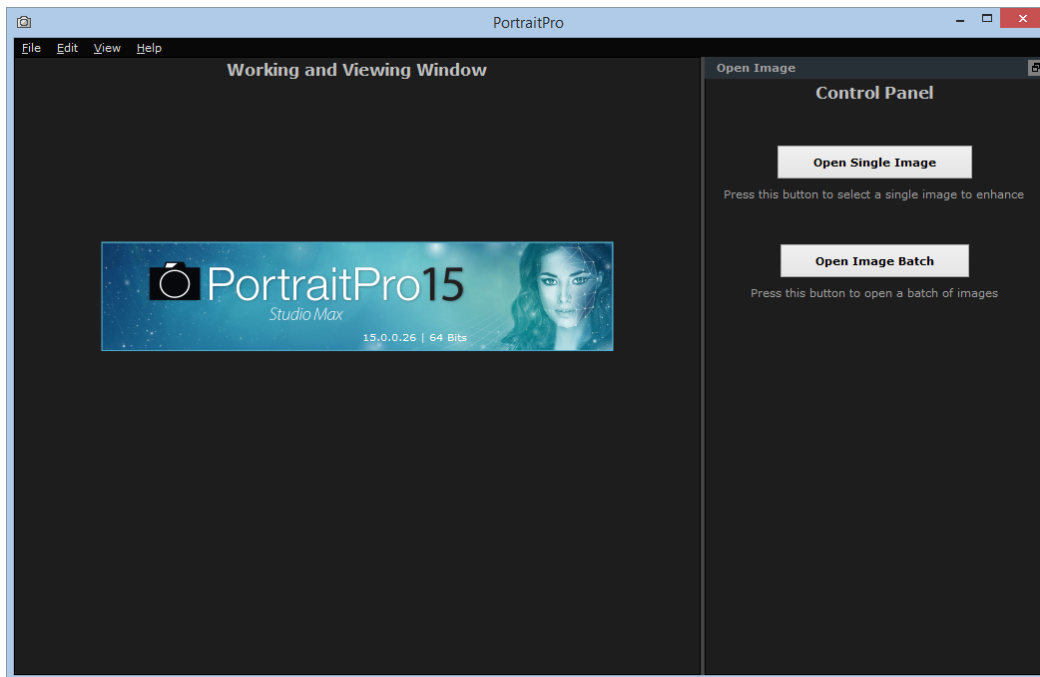 PortraitPro
File Edit View Help
Working and Viewing Window
Open Image
Control Panel
Open Single Image
Press this button to select a single image to enhance
Open Image Batch
Press this button to open a batch of images
PortraitPro15
Studio Max
15.0.0.26 | 64 Bits